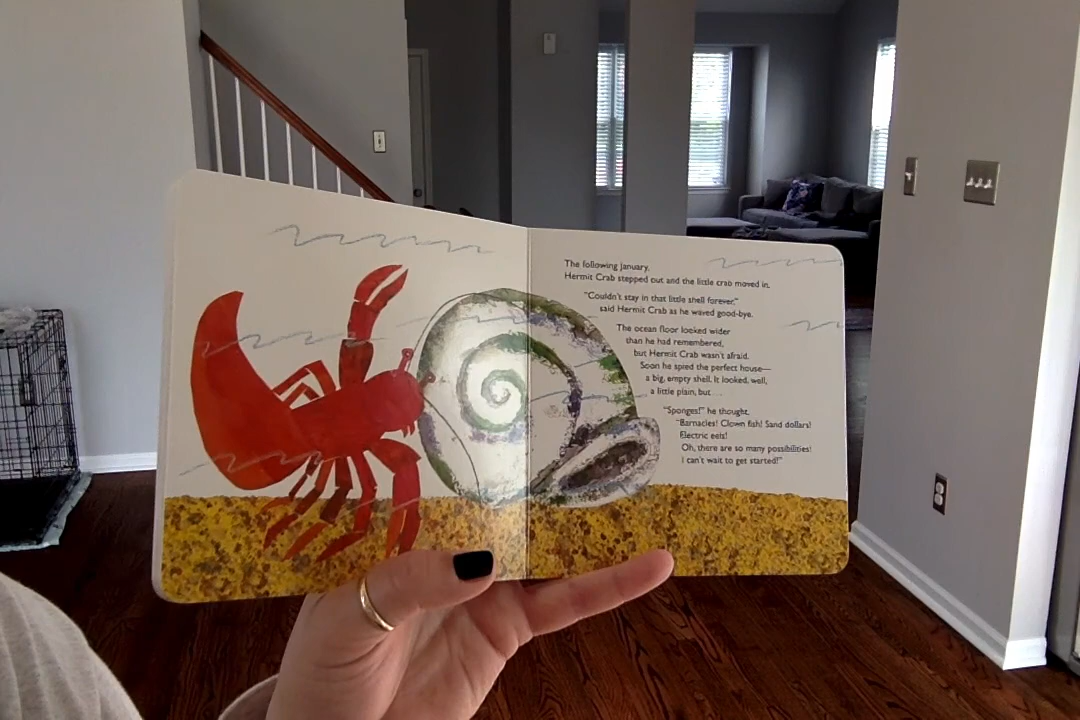 The following January,
Hermit Crab stepped out and the little crab moved in.
"Couldn't stay in that little shell forever,"
said Hermit Crab as he waved good-bye.
The ocean floor looked wider
than he had remembered,
but Hermit Crab wasn't afraid.
Soon he spied the perfect house—
a big, empty shell. It looked, well,
a little plain, but . . .
"Sponges!" he thought.
"Barnacles! Clown fish! Sand dollars!
Electric eels!
Oh, there are so many possibilities!
I can't wait to get started!"